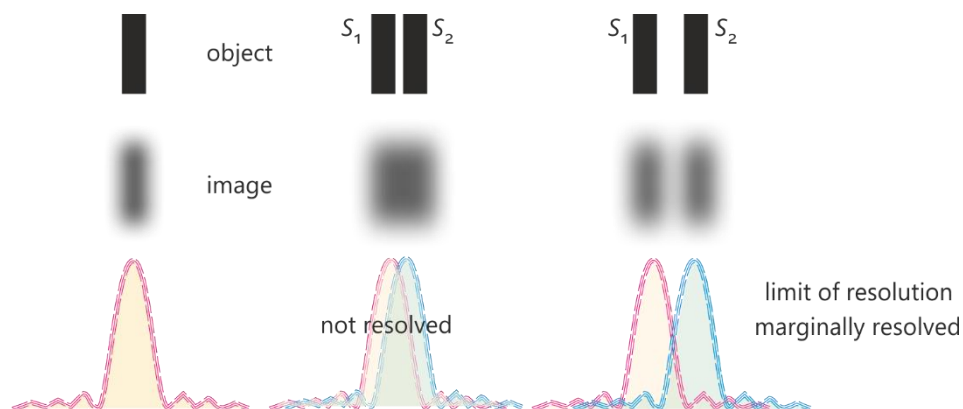 S₁ S₂ S₁ S₂
object
image
not resolved
limit of resolution
marginally resolved